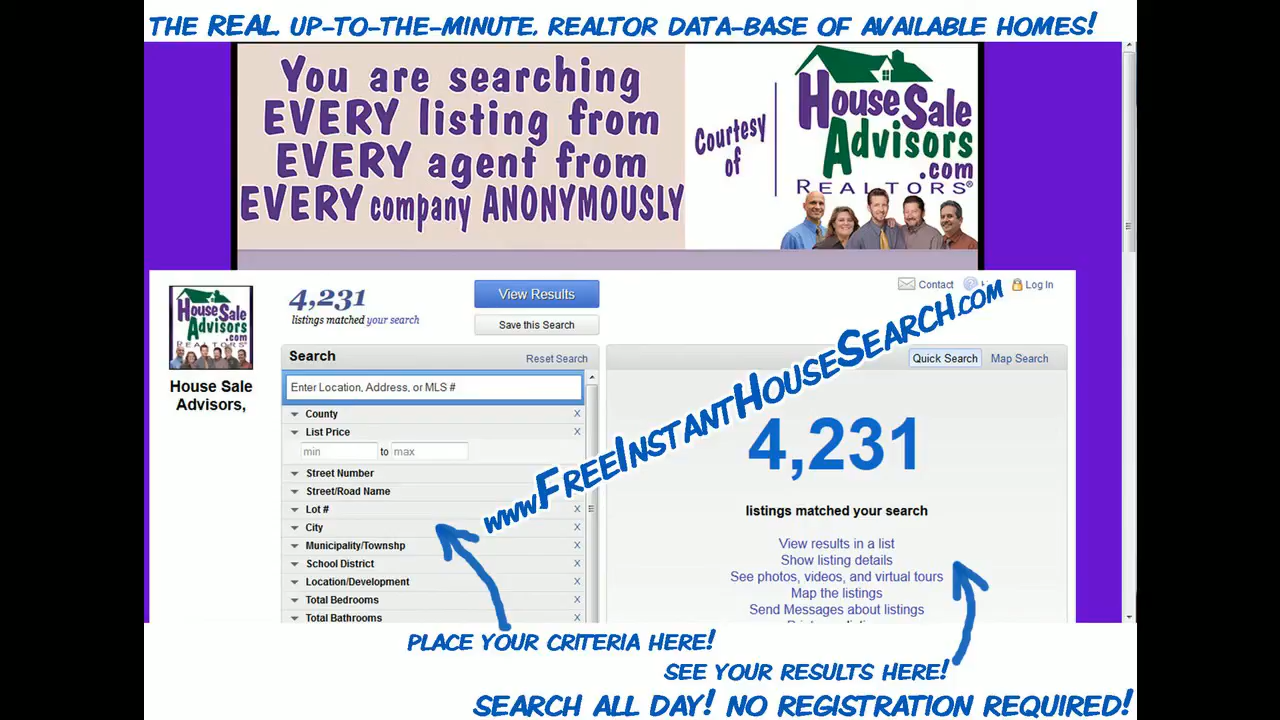 THE REAL, UP-TO-THE-MINUTE, REALTOR DATA-BASE OF AVAILABLE HOMES!
You are searching
EVERY listing from
EVERY agent from
EVERY company ANONYMOUSLY
Courtesy
of
HouseSale
Advisors
.com
REALTORS®
HouseSale
Advisors
.com
REALTORS
House Sale
Advisors,
4,231
listings matched your search
View Results
Save this Search
Contact
Log In
Search
Reset Search
Quick Search
Map Search
Enter Location, Address, or MLS #
County X
List Price X
min to max
Street Number
Street/Road Name
Lot # X
City X
Municipality/Townshp X
School District X
Location/Development X
Total Bedrooms X
Total Bathrooms X
www.FreeInstantHouseSearch.com
4,231
listings matched your search
View results in a list
Show listing details
See photos, videos, and virtual tours
Map the listings
Send Messages about listings
PLACE YOUR CRITERIA HERE!
SEE YOUR RESULTS HERE!
SEARCH ALL DAY! NO REGISTRATION REQUIRED!